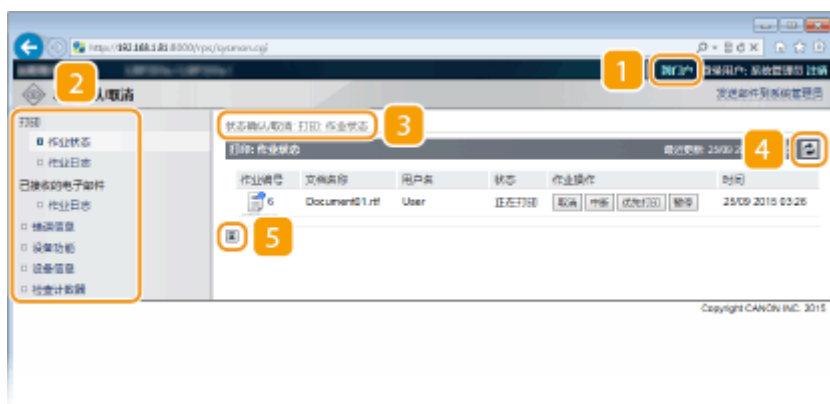 http://192.168.1.81:8000/rps/sysmon.cgi
1
到门户 登录用户: 系统管理员 注销
2
认/取消
发送邮件到系统管理员
打印
作业状态
作业日志
已接收的电子邮件
作业日志
错误信息
设备功能
设备信息
检查计数器
状态确认/取消: 打印: 作业状态
3
打印: 作业状态
最近更新: 25/09
4
作业编号 文档名称 用户名 状态 作业操作 时间
6 Document01.rtf User 正在打印 取消 中断 优先打印 暂停 25/09 2015 03:26
5
Copyright CANON INC. 2015